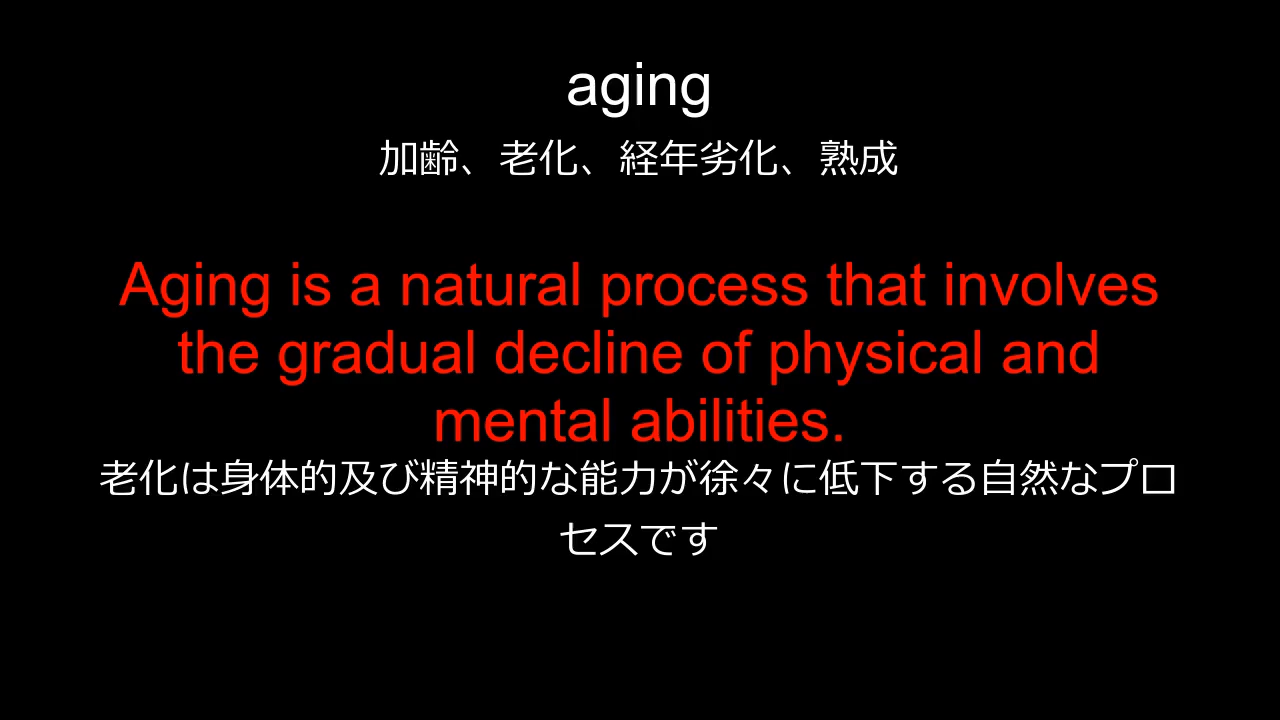 aging
加齢、老化、経年劣化、熟成
Aging is a natural process that involves
the gradual decline of physical and
mental abilities.
老化は身体的及び精神的な能力が徐々に低下する自然なプロ
セスです